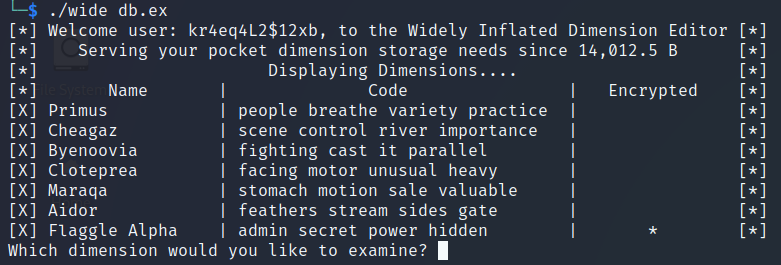 └─$ ./wide db.ex
[*] Welcome user: kr4eq4L2$12xb, to the Widely Inflated Dimension Editor [*]
[*]    Serving your pocket dimension storage needs since 14,012.5 B      [*]
[*]                       Displaying Dimensions....                      [*]
[*]       Name          |              Code              |   Encrypted    [*]
[X] Primus            | people breathe variety practice |                [*]
[X] Cheagaz           | scene control river importance  |                [*]
[X] Byenoovia         | fighting cast it parallel       |                [*]
[X] Cloteprea         | facing motor unusual heavy      |                [*]
[X] Maraqa            | stomach motion sale valuable    |                [*]
[X] Aidor             | feathers stream sides gate      |                [*]
[X] Flaggle Alpha     | admin secret power hidden       |       *        [*]
Which dimension would you like to examine?